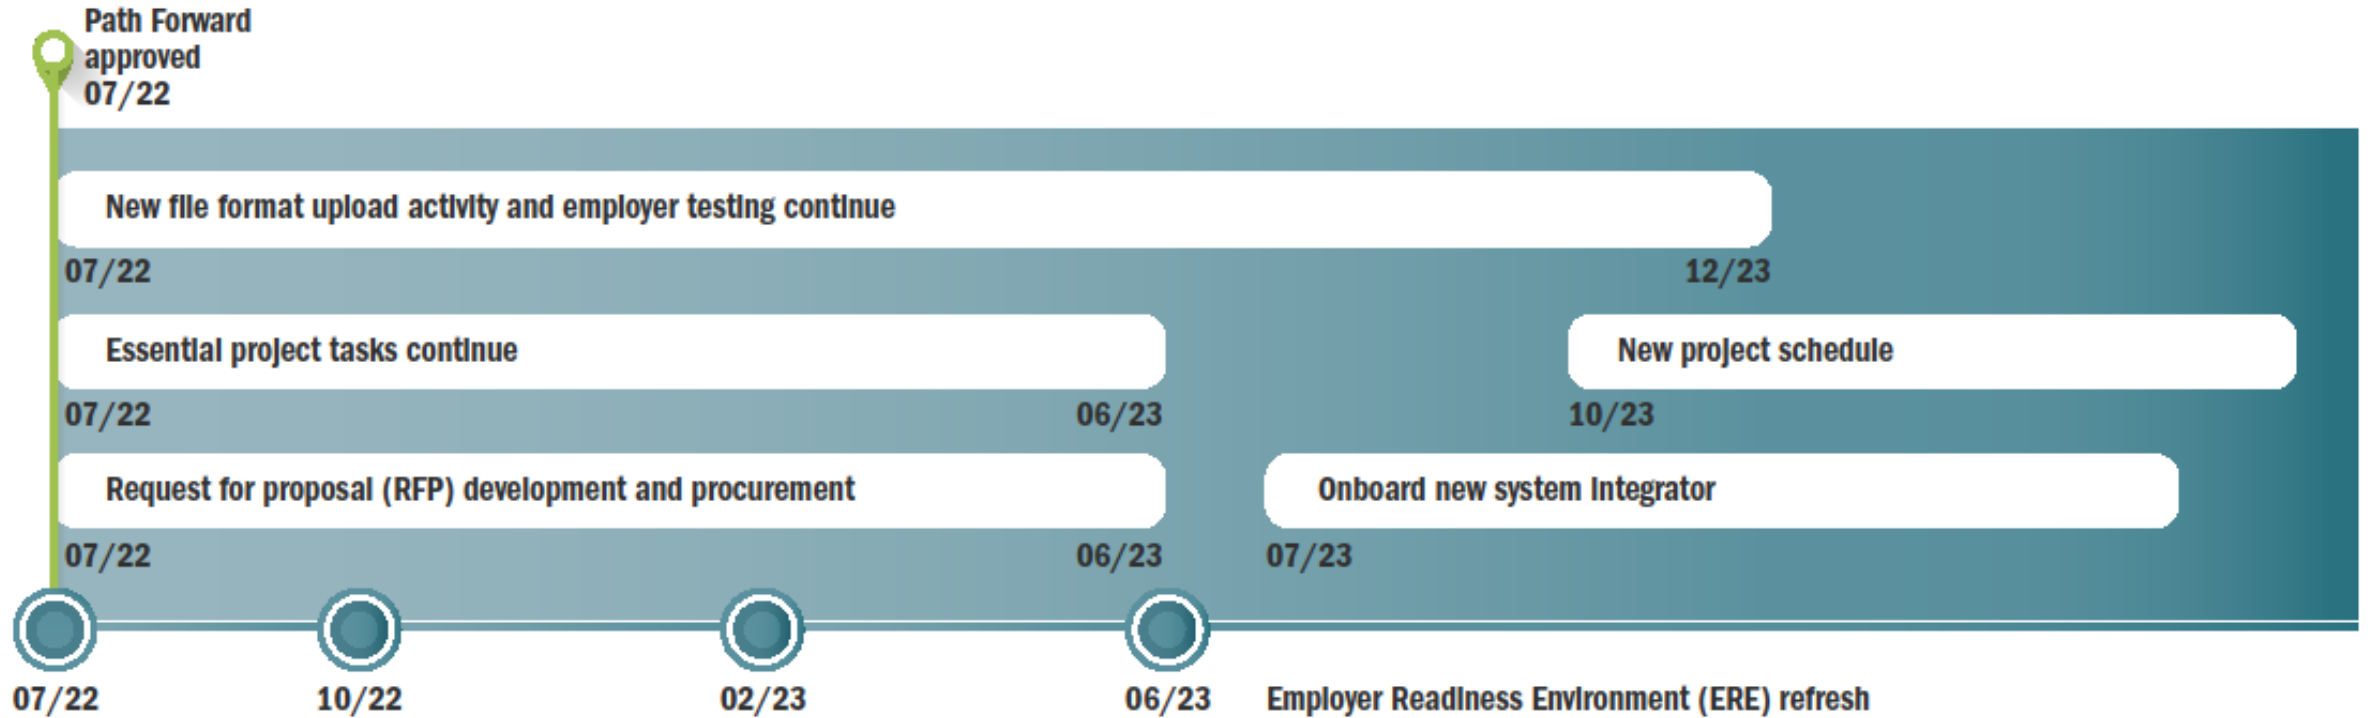 Path Forward
approved
07/22
New file format upload activity and employer testing continue
07/22 12/23
Essential project tasks continue New project schedule
07/22 06/23 10/23
Request for proposal (RFP) development and procurement Onboard new system Integrator
07/22 06/23 07/23
07/22 10/22 02/23 06/23 Employer Readiness Environment (ERE) refresh